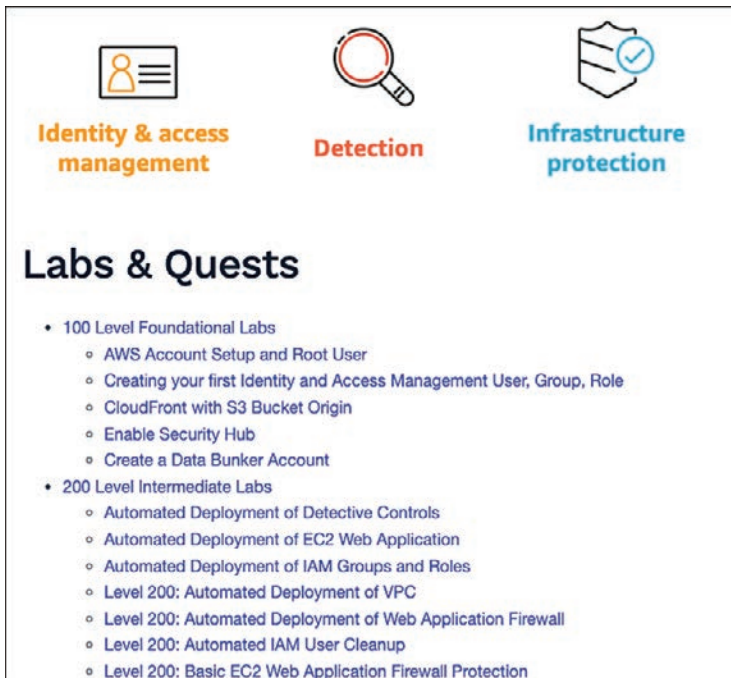 Identity & access
management
Detection
Infrastructure
protection
Labs & Quests
• 100 Level Foundational Labs
◦ AWS Account Setup and Root User
◦ Creating your first Identity and Access Management User, Group, Role
◦ CloudFront with S3 Bucket Origin
◦ Enable Security Hub
◦ Create a Data Bunker Account
• 200 Level Intermediate Labs
◦ Automated Deployment of Detective Controls
◦ Automated Deployment of EC2 Web Application
◦ Automated Deployment of IAM Groups and Roles
◦ Level 200: Automated Deployment of VPC
◦ Level 200: Automated Deployment of Web Application Firewall
◦ Level 200: Automated IAM User Cleanup
◦ Level 200: Basic EC2 Web Application Firewall Protection